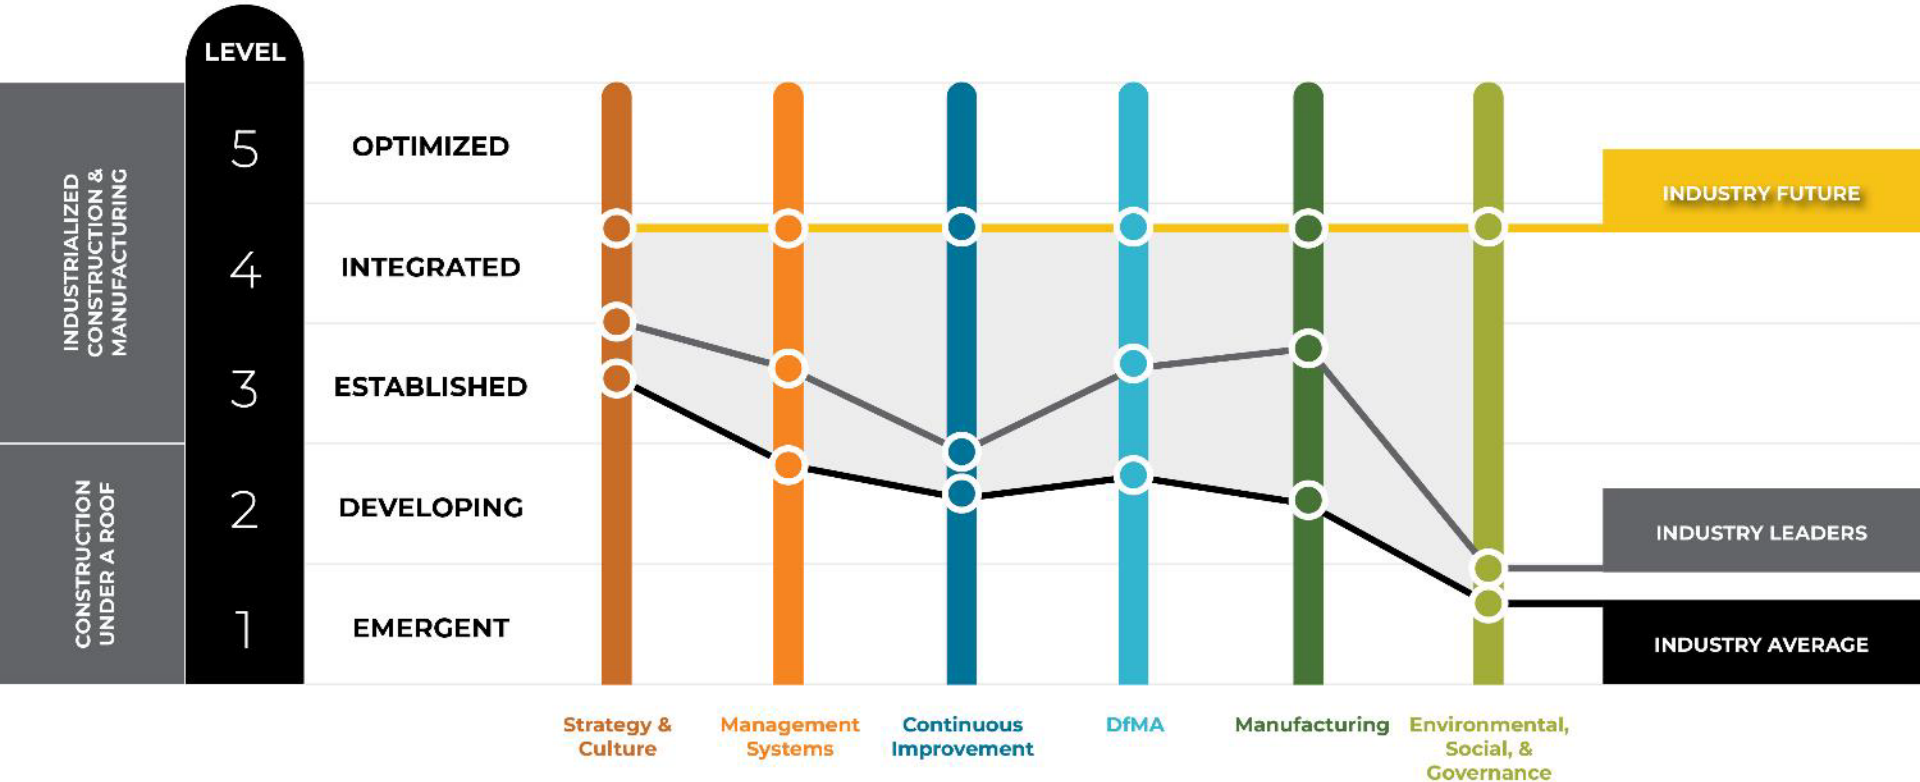 LEVEL
INDUSTRIALIZED
CONSTRUCTION &
MANUFACTURING
CONSTRUCTION
UNDER A ROOF
5
OPTIMIZED
4
INTEGRATED
3
ESTABLISHED
2
DEVELOPING
1
EMERGENT
INDUSTRY FUTURE
INDUSTRY LEADERS
INDUSTRY AVERAGE
Strategy &
Culture
Management
Systems
Continuous
Improvement
DfMA
Manufacturing
Environmental,
Social, &
Governance